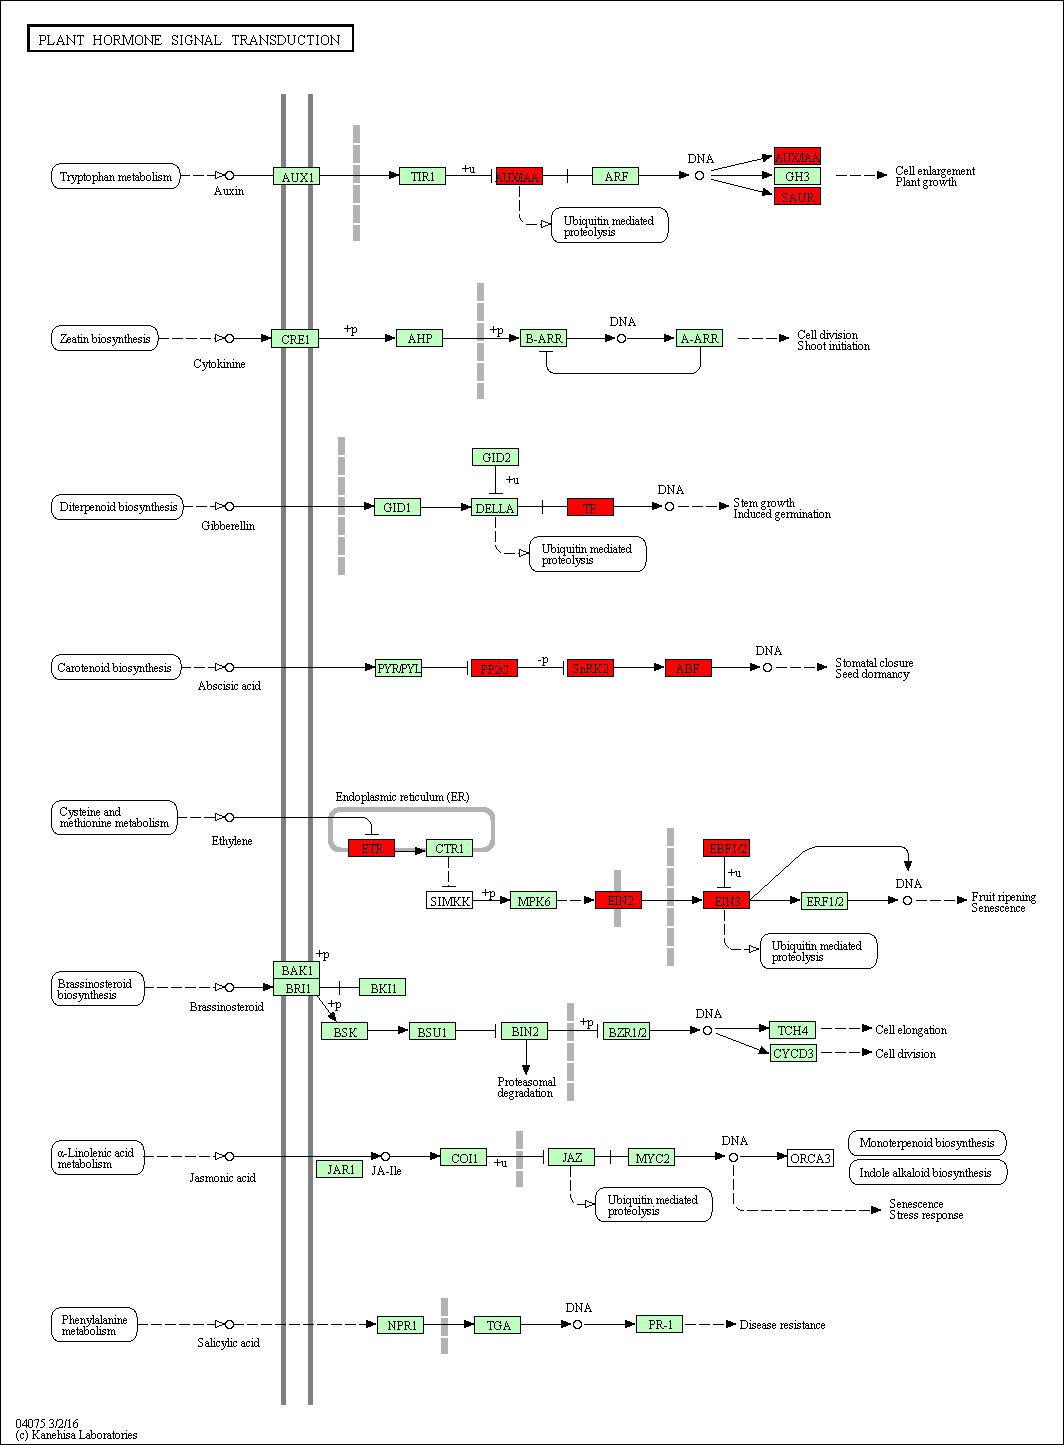 PLANT HORMONE SIGNAL TRANSDUCTION
Tryptophan metabolism
Auxin
AUX1
TIR1
+u
AUX/IAA
ARF
DNA
AUX/IAA
GH3
SAUR
Cell enlargement
Plant growth
Ubiquitin mediated
proteolysis
Zeatin biosynthesis
Cytokinine
CRE1
+p
AHP
+p
B-ARR
DNA
A-ARR
Cell division
Shoot initiation
GID2
+u
Diterpenoid biosynthesis
Gibberellin
GID1
DELLA
TF
DNA
Stem growth
Induced germination
Ubiquitin mediated
proteolysis
Carotenoid biosynthesis
Abscisic acid
PYR/PYL
PP2C
-p
SnRK2
ABF
DNA
Stomatal closure
Seed dormancy
Endoplasmic reticulum (ER)
Cysteine and
methionine metabolism
Ethylene
ETR
CTR1
EBF1/2
+u
SIMKK
+p
MPK6
EIN2
EIN3
ERF1/2
DNA
Fruit ripening
Senescence
Ubiquitin mediated
proteolysis
Brassinosteroid
biosynthesis
Brassinosteroid
BAK1
+p
BRI1
BKI1
+p
BSK
BSU1
BIN2
+p
BZR1/2
DNA
TCH4
Cell elongation
CYCD3
Cell division
Proteasomal
degradation
α-Linolenic acid
metabolism
Jasmonic acid
JAR1
JA-Ile
COI1
+u
JAZ
MYC2
DNA
ORCA3
Monoterpenoid biosynthesis
Indole alkaloid biosynthesis
Ubiquitin mediated
proteolysis
Senescence
Stress response
Phenylalanine
metabolism
Salicylic acid
NPR1
TGA
DNA
PR-1
Disease resistance
04075 3/2/16
(c) Kanehisa Laboratories